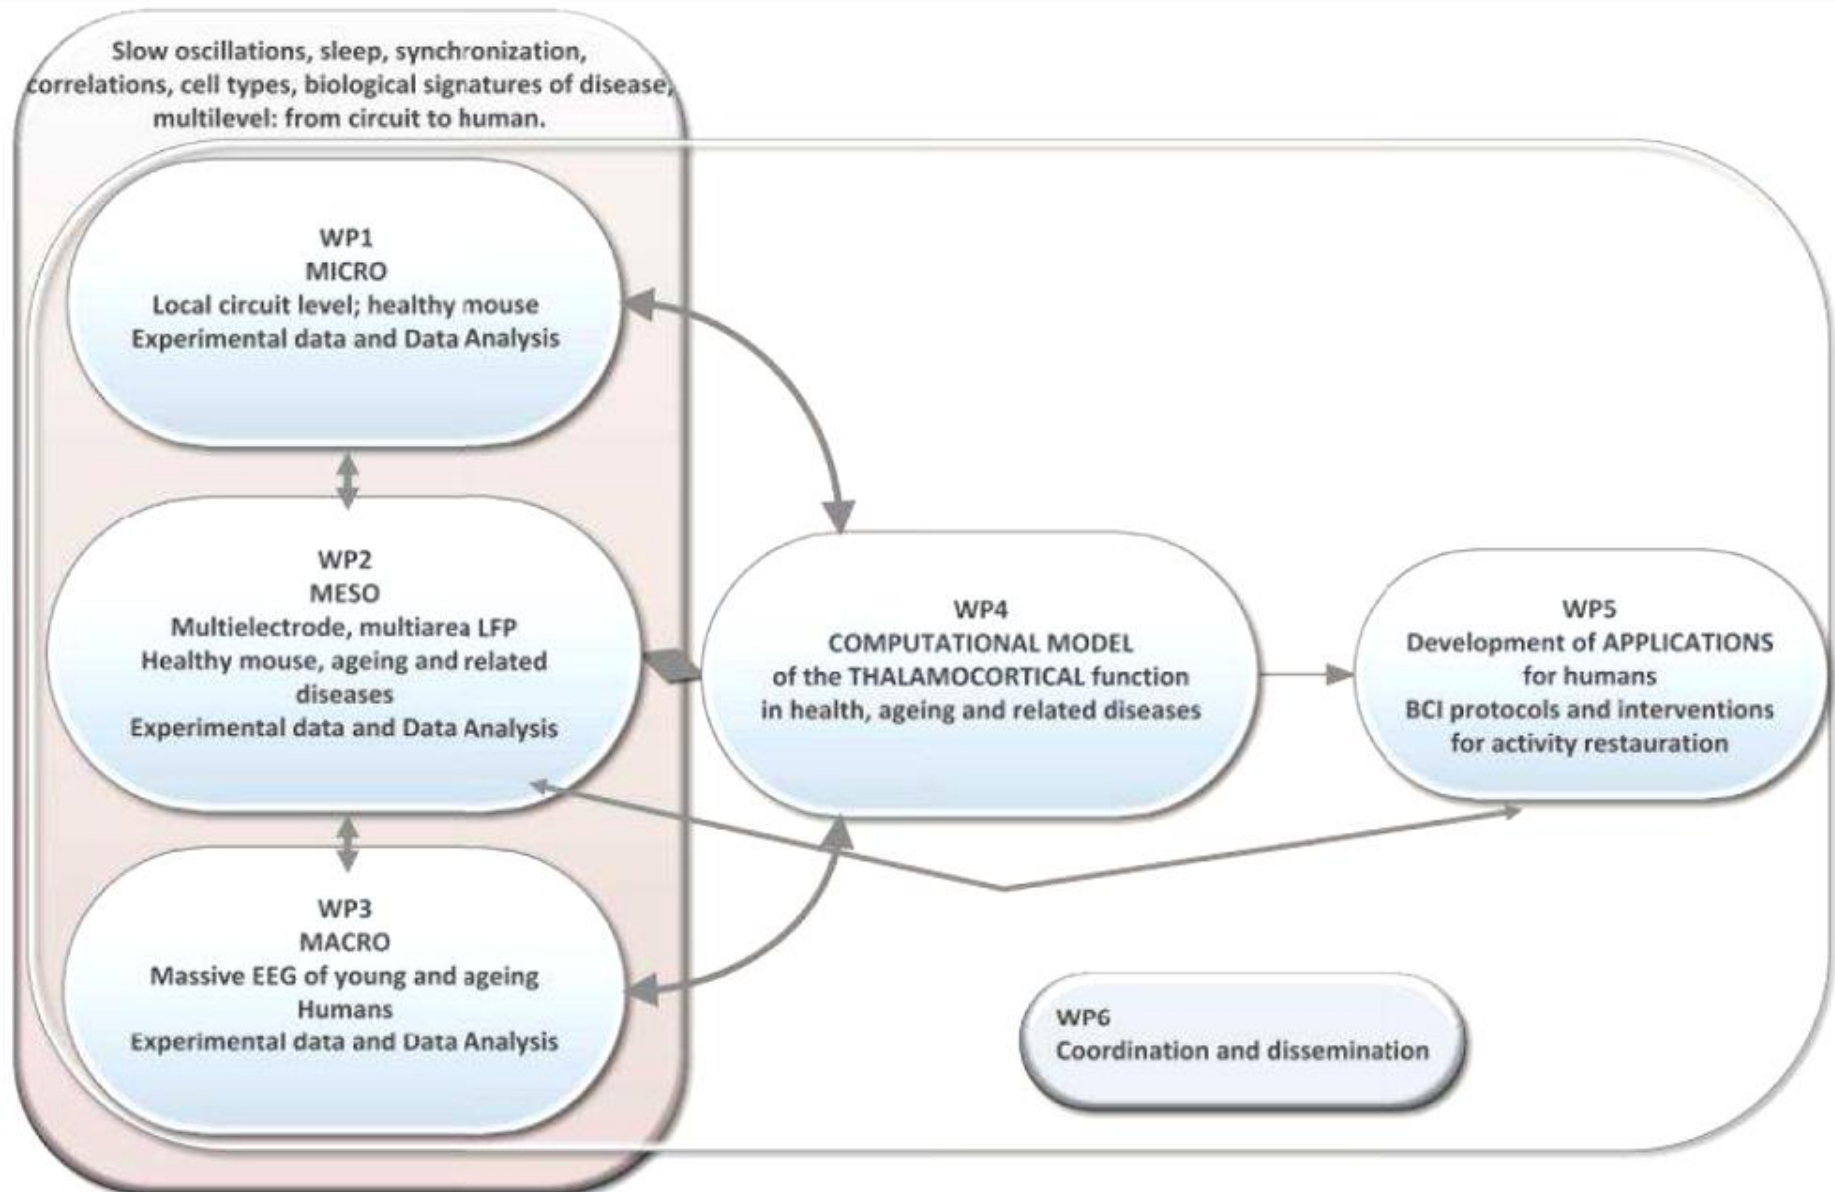 Slow oscillations, sleep, synchronization,
correlations, cell types, biological signatures of disease,
multilevel: from circuit to human.
WP1
MICRO
Local circuit level; healthy mouse
Experimental data and Data Analysis
WP2
MESO
Multielectrode, multiarea LFP
Healthy mouse, ageing and related
diseases
Experimental data and Data Analysis
WP3
MACRO
Massive EEG of young and ageing
Humans
Experimental data and Data Analysis
WP4
COMPUTATIONAL MODEL
of the THALAMOCORTICAL function
in health, ageing and related diseases
WP5
Development of APPLICATIONS
for humans
BCI protocols and interventions
for activity restauration
WP6
Coordination and dissemination